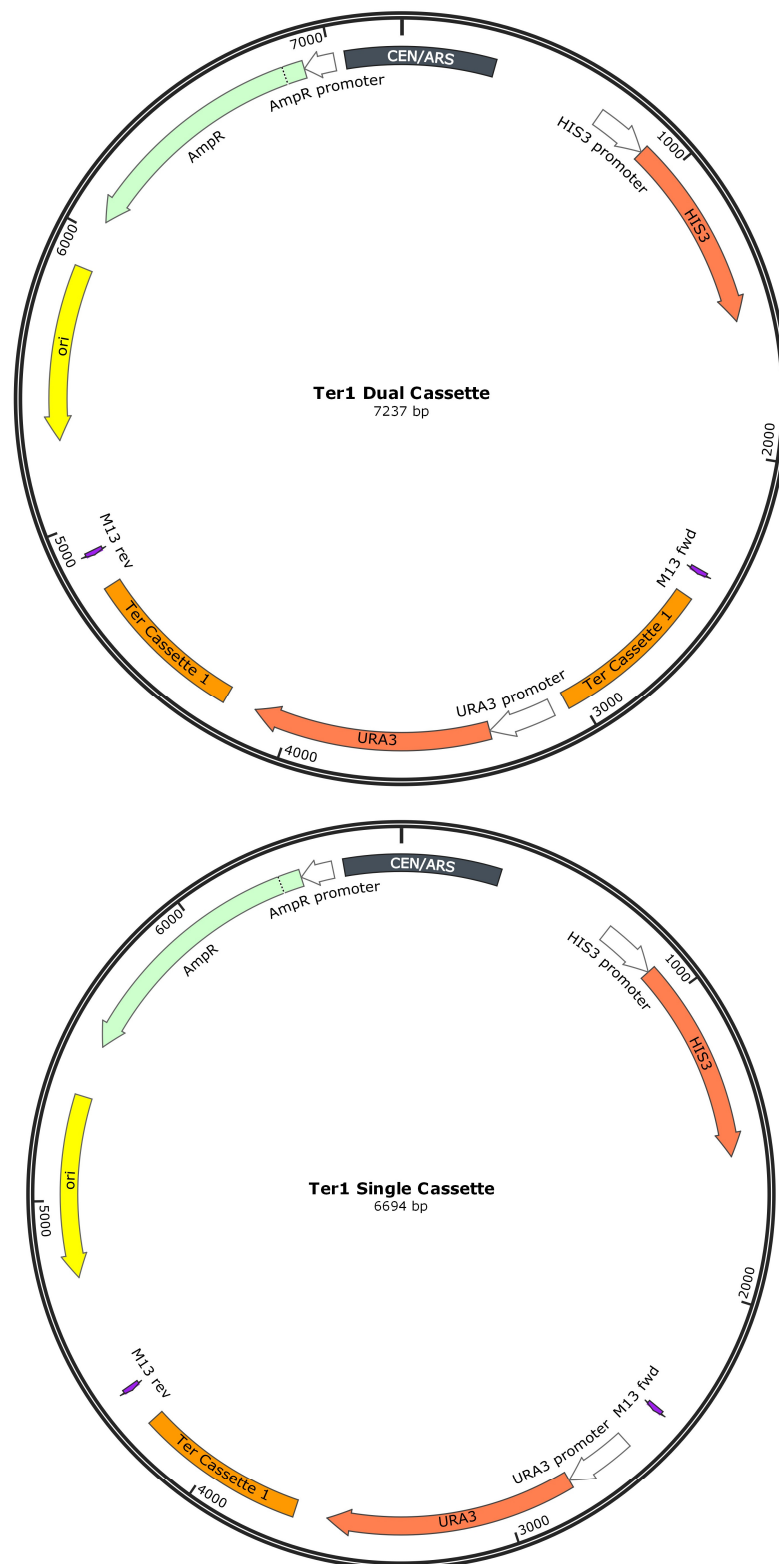 7000
CEN/ARS
AmpR promoter
AmpR
HIS3 promoter
1000
HIS3
6000
ori
Ter1 Dual Cassette
7237 bp
2000
M13 rev
5000
M13 fwd
Ter Cassette 1
Ter Cassette 1
URA3 promoter
3000
URA3
4000
CEN/ARS
AmpR promoter
6000
AmpR
HIS3 promoter
1000
HIS3
ori
Ter1 Single Cassette
6694 bp
5000
2000
M13 rev
M13 fwd
URA3 promoter
Ter Cassette 1
4000
URA3
3000